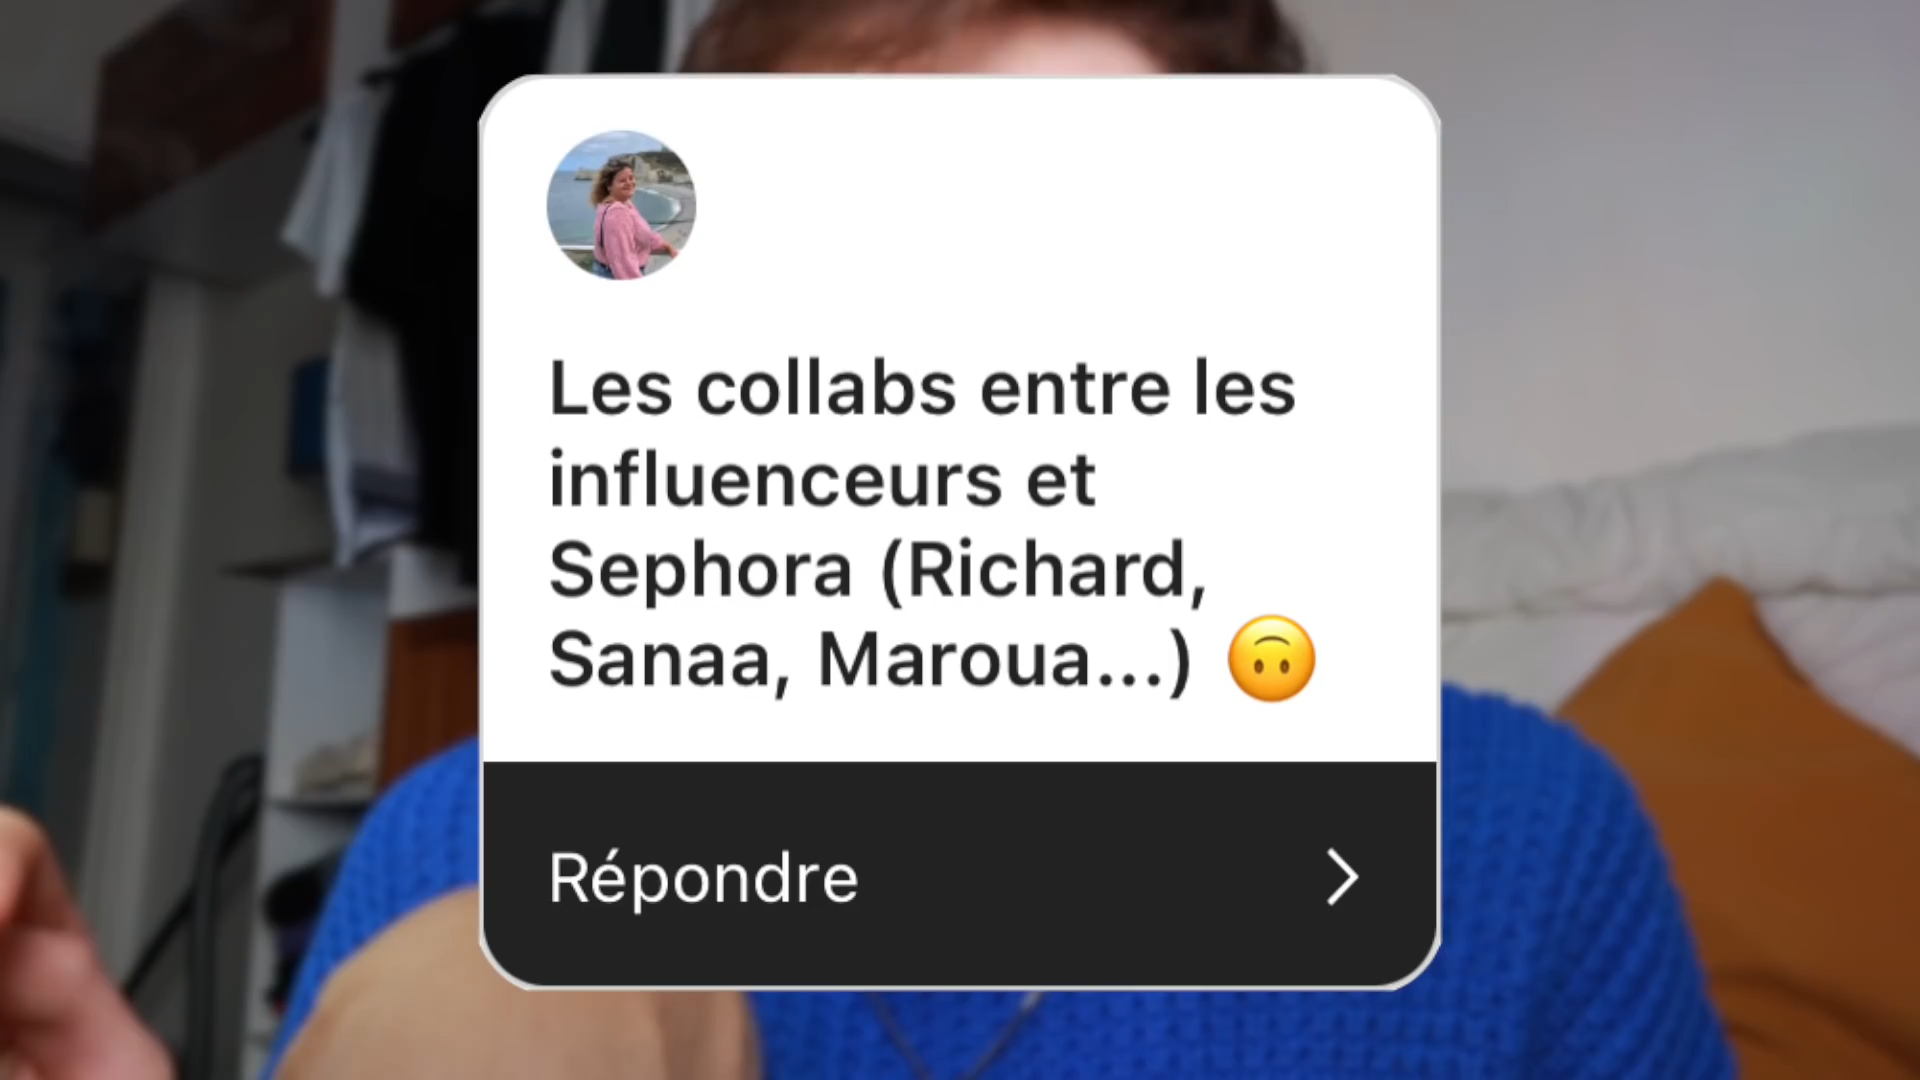 Les collabs entre les
influenceurs et
Sephora (Richard,
Sanaa, Maroua...) 🙃
Répondre